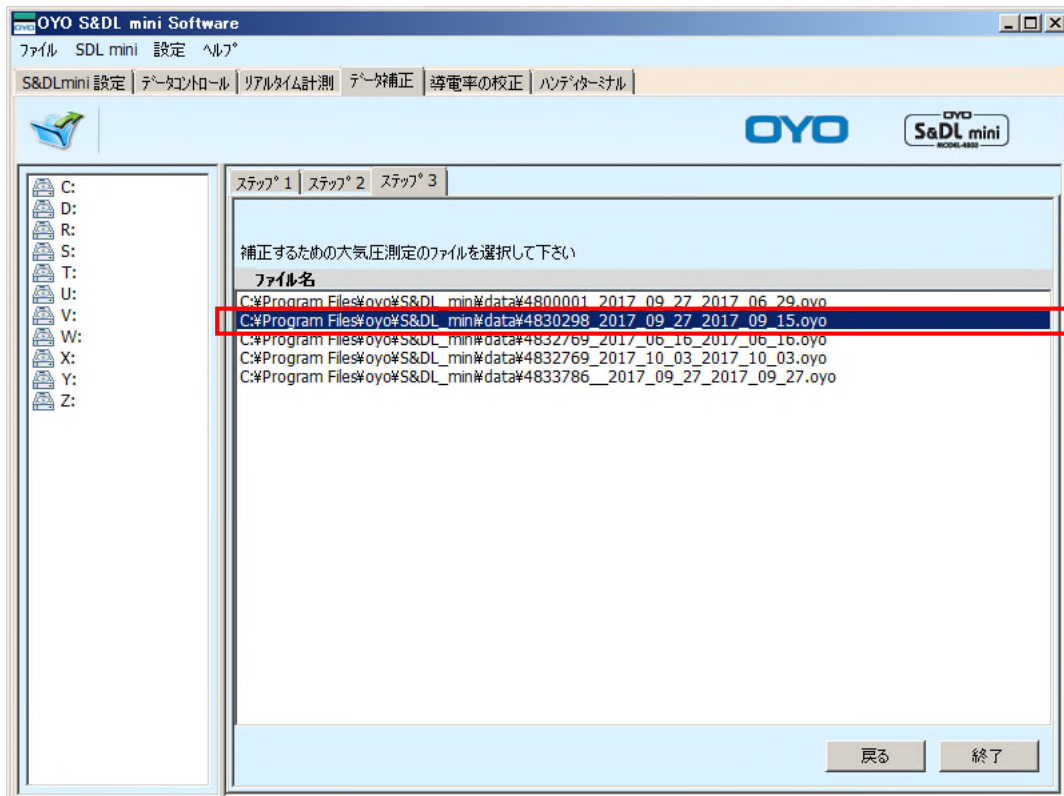 OYO S&DL mini Software
ファイル SDL mini 設定 ヘルプ
S&DLmini 設定 データコントロール リアルタイム計測 データ補正 導電率の校正 ハンディターミナル
OYO OYO S&DL mini MODEL-4800
C:
D:
R:
S:
T:
U:
V:
W:
X:
Y:
Z:
ステップ 1 ステップ 2 ステップ 3
補正するための大気圧測定のファイルを選択して下さい
ファイル名
C:¥Program Files¥oyo¥S&DL_min¥data¥4800001_2017_09_27_2017_06_29.oyo
C:¥Program Files¥oyo¥S&DL_min¥data¥4830298_2017_09_27_2017_09_15.oyo
C:¥Program Files¥oyo¥S&DL_min¥data¥4832769_2017_06_16_2017_06_16.oyo
C:¥Program Files¥oyo¥S&DL_min¥data¥4832769_2017_10_03_2017_10_03.oyo
C:¥Program Files¥oyo¥S&DL_min¥data¥4833786__2017_09_27_2017_09_27.oyo
戻る 終了